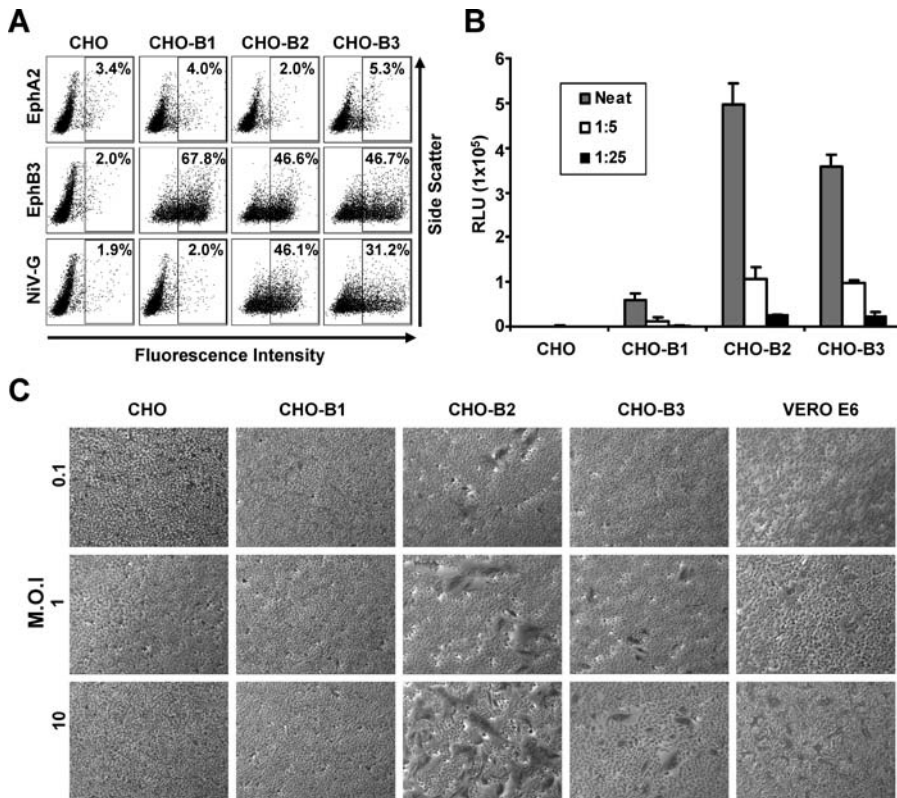 A
CHO CHO-B1 CHO-B2 CHO-B3
EphA2 3.4% 4.0% 2.0% 5.3%
EphB3 2.0% 67.8% 46.6% 46.7%
NiV-G 1.9% 2.0% 46.1% 31.2%
Side Scatter
Fluorescence Intensity
B
RLU (1x10⁵)
6
5
4
3
2
1
0
Neat
1:5
1:25
CHO CHO-B1 CHO-B2 CHO-B3
C
CHO CHO-B1 CHO-B2 CHO-B3 VERO E6
M.O.I
0.1
1
10